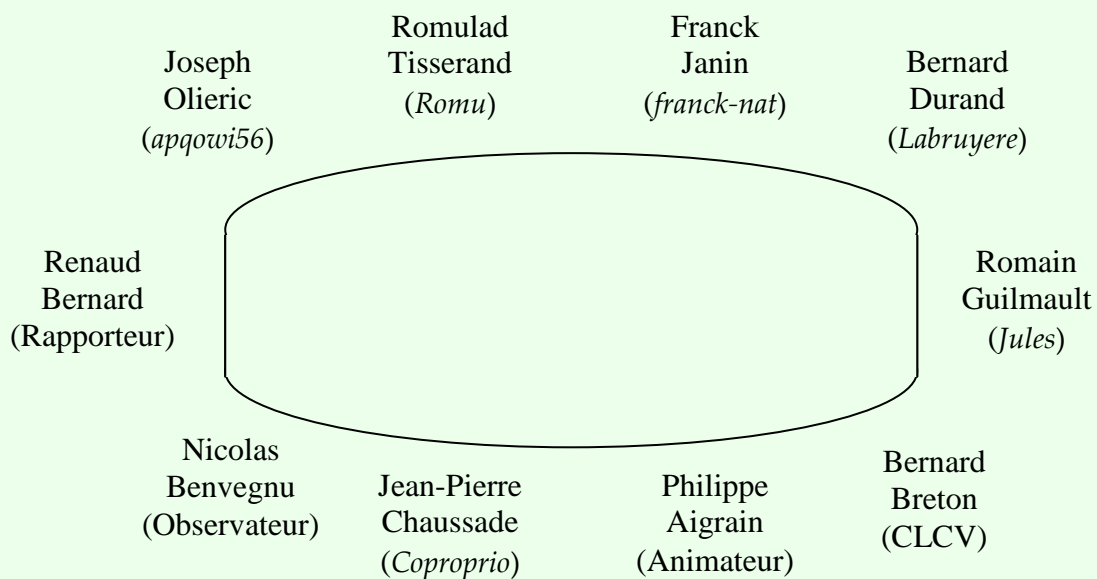 Joseph
Olieric
(apqowi56)
Romulad
Tisserand
(Romu)
Franck
Janin
(franck-nat)
Bernard
Durand
(Labruyere)
Renaud
Bernard
(Rapporteur)
Romain
Guilmault
(Jules)
Nicolas
Benvegnu
(Observateur)
Jean-Pierre
Chaussade
(Coproprio)
Philippe
Aigrain
(Animateur)
Bernard
Breton
(CLCV)